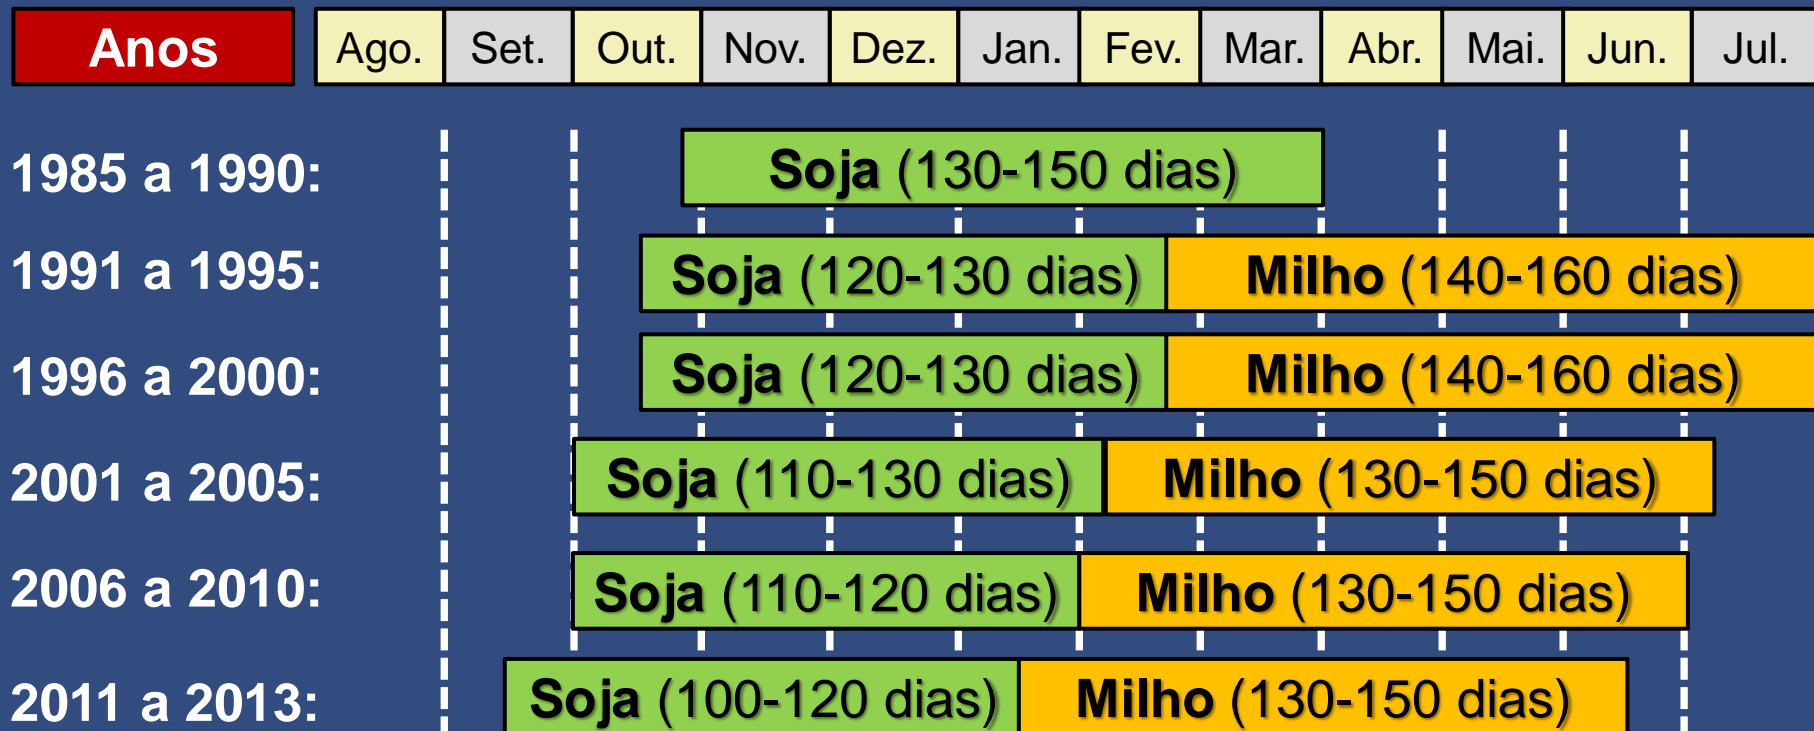 Anos Ago. Set. Out. Nov. Dez. Jan. Fev. Mar. Abr. Mai. Jun. Jul.
1985 a 1990: Soja (130-150 dias)
1991 a 1995: Soja (120-130 dias) Milho (140-160 dias)
1996 a 2000: Soja (120-130 dias) Milho (140-160 dias)
2001 a 2005: Soja (110-130 dias) Milho (130-150 dias)
2006 a 2010: Soja (110-120 dias) Milho (130-150 dias)
2011 a 2013: Soja (100-120 dias) Milho (130-150 dias)